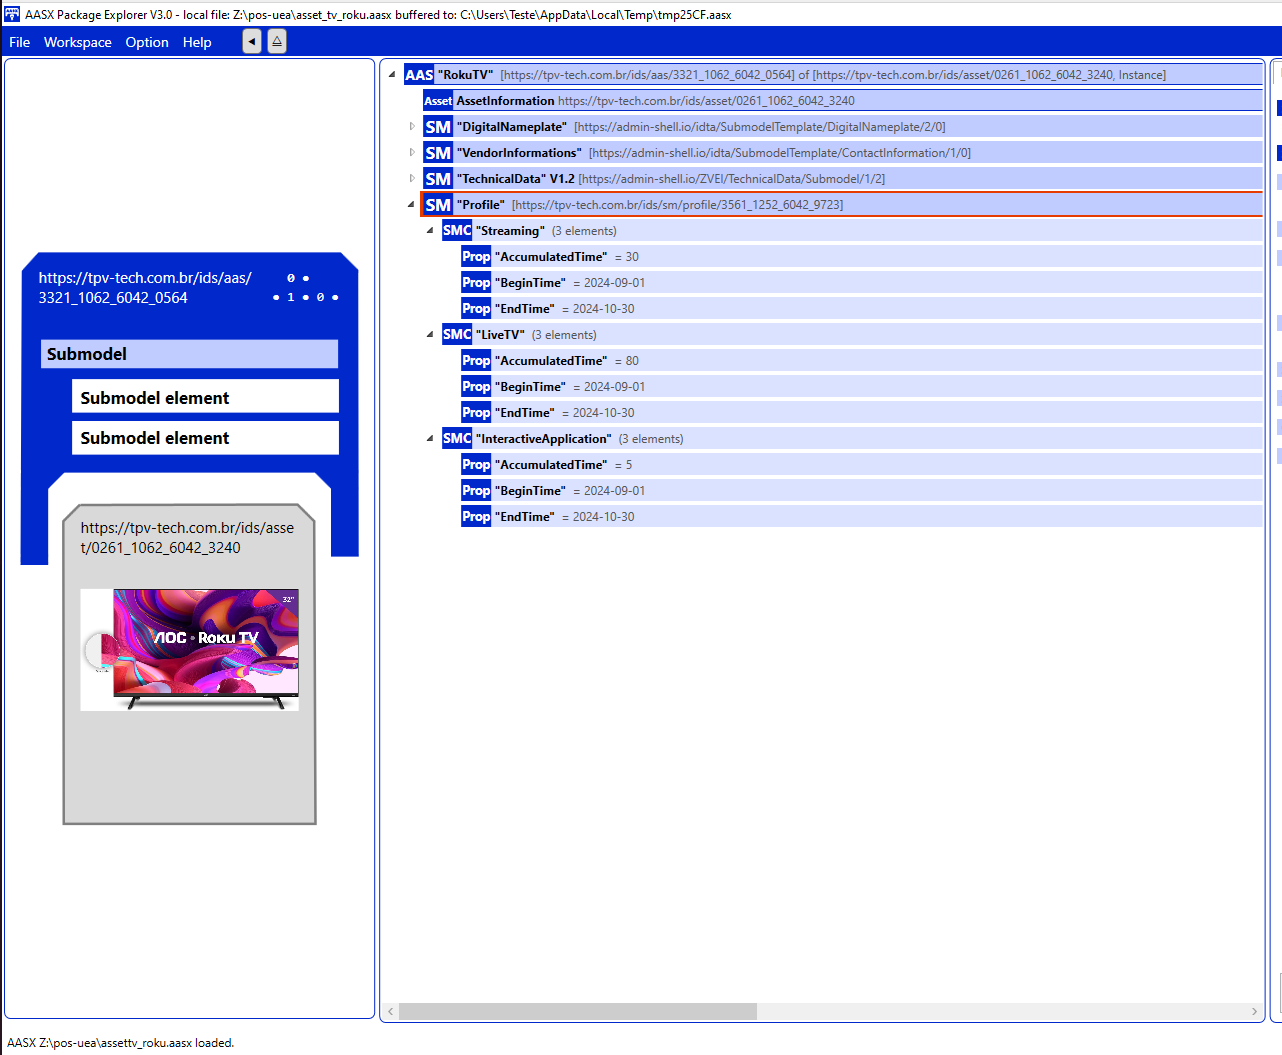 AASX Package Explorer V3.0 - local file: Z:\pos-uea\asset_tv_roku.aasx buffered to: C:\Users\Teste\AppData\Local\Temp\tmp25CF.aasx
File Workspace Option Help
https://tpv-tech.com.br/ids/aas/
3321_1062_6042_0564
0 •
• 1 • 0 •
Submodel
Submodel element
Submodel element
https://tpv-tech.com.br/ids/asse
t/0261_1062_6042_3240
32"
AOC • Roku TV
AAS "RokuTV" [https://tpv-tech.com.br/ids/aas/3321_1062_6042_0564] of [https://tpv-tech.com.br/ids/asset/0261_1062_6042_3240, Instance]
Asset AssetInformation https://tpv-tech.com.br/ids/asset/0261_1062_6042_3240
SM "DigitalNameplate" [https://admin-shell.io/idta/SubmodelTemplate/DigitalNameplate/2/0]
SM "VendorInformations" [https://admin-shell.io/idta/SubmodelTemplate/ContactInformation/1/0]
SM "TechnicalData" V1.2 [https://admin-shell.io/ZVEI/TechnicalData/Submodel/1/2]
SM "Profile" [https://tpv-tech.com.br/ids/sm/profile/3561_1252_6042_9723]
SMC "Streaming" (3 elements)
Prop "AccumulatedTime" = 30
Prop "BeginTime" = 2024-09-01
Prop "EndTime" = 2024-10-30
SMC "LiveTV" (3 elements)
Prop "AccumulatedTime" = 80
Prop "BeginTime" = 2024-09-01
Prop "EndTime" = 2024-10-30
SMC "InteractiveApplication" (3 elements)
Prop "AccumulatedTime" = 5
Prop "BeginTime" = 2024-09-01
Prop "EndTime" = 2024-10-30
AASX Z:\pos-uea\assettv_roku.aasx loaded.